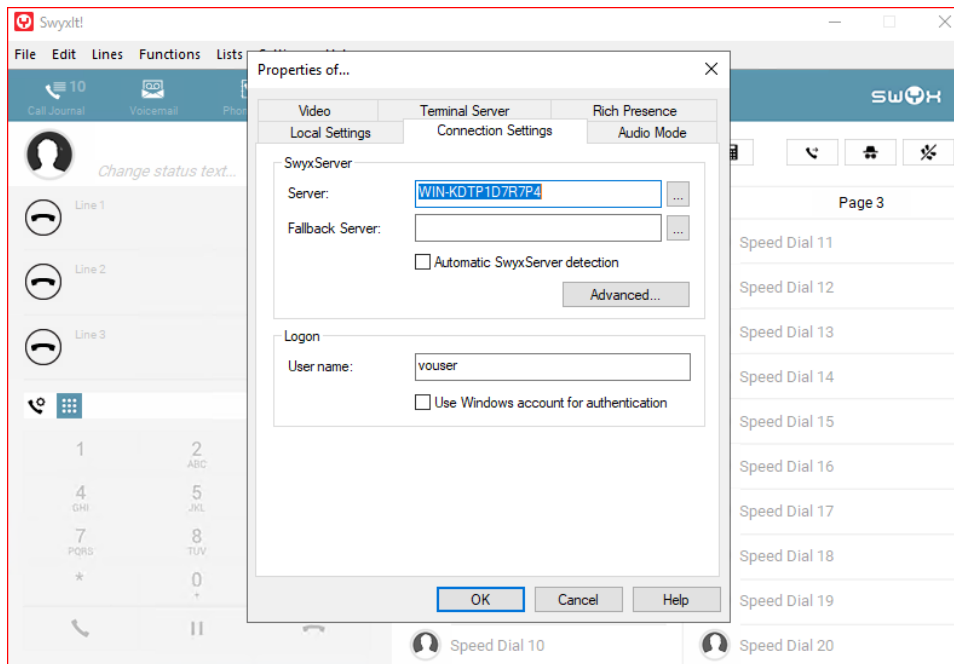 SwyxIt!
File Edit Lines Functions Lists
10
Call Journal Voicemail
swyx
Change status text...
Line 1
Line 2
Line 3
1 2
ABC
4 5
GHI JKL
7 8
PQRS TUV
* 0
+
Properties of...
Video Terminal Server Rich Presence
Local Settings Connection Settings Audio Mode
SwyxServer
Server: WIN-KDTP1D7R7P4 ...
Fallback Server: ...
Automatic SwyxServer detection
Advanced...
Logon
User name: vouser
Use Windows account for authentication
OK Cancel Help
Page 3
Speed Dial 11
Speed Dial 12
Speed Dial 13
Speed Dial 14
Speed Dial 15
Speed Dial 16
Speed Dial 17
Speed Dial 18
Speed Dial 19
Speed Dial 10 Speed Dial 20